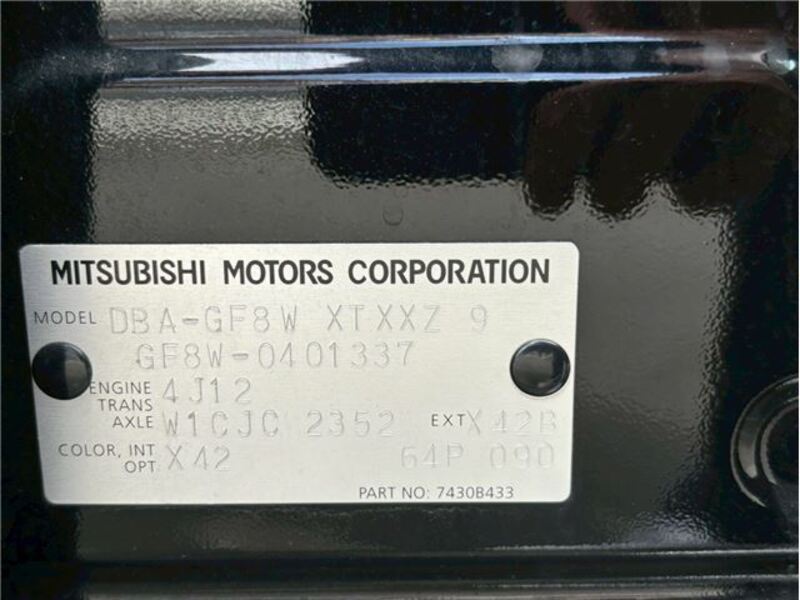 MITSUBISHI MOTORS CORPORATION
MODEL DBA-GF8W XTXXZ 9
GF8W-0401337
ENGINE 4J12
TRANS
AXLE W1CJC 2352 EXT X42B
COLOR, INT X42 64P 090
OPT
PART NO: 7430B433